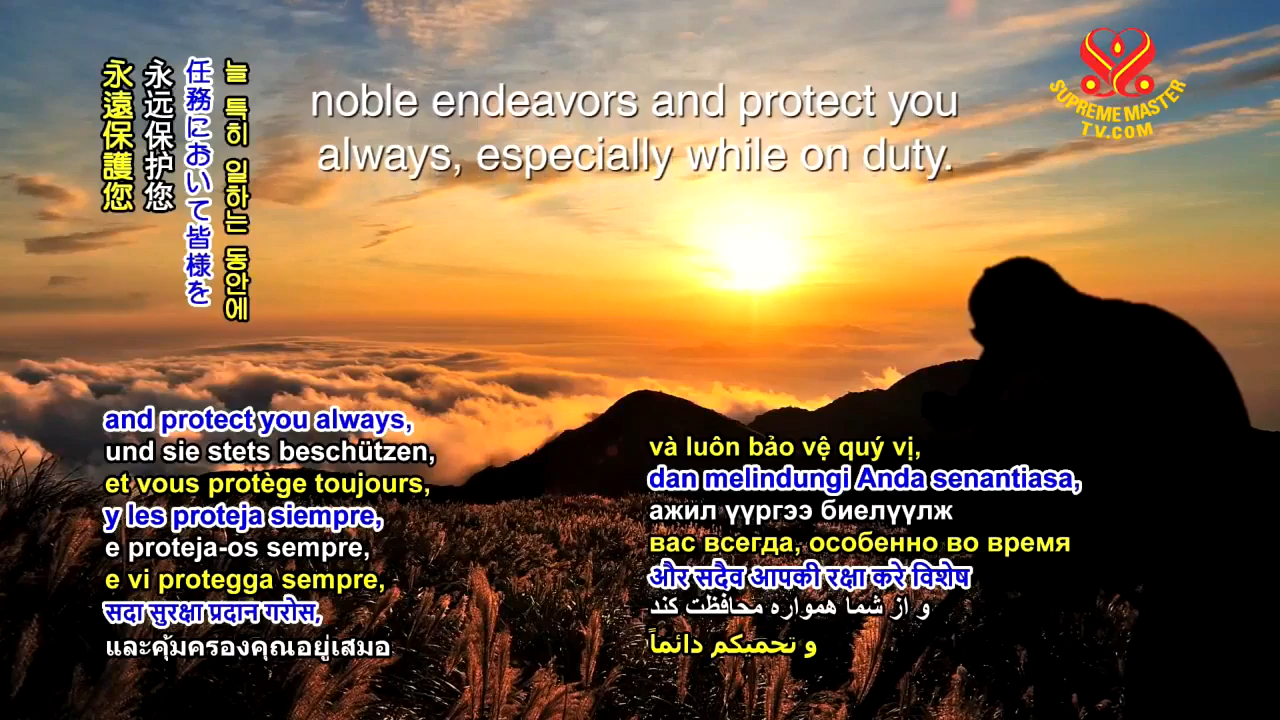 永遠保護您
永远保护您
任務において皆様を
늘 특히 일하는 동안에
noble endeavors and protect you
always, especially while on duty.
SUPREME MASTER
TV.COM
and protect you always,
und sie stets beschützen,
et vous protège toujours,
y les proteja siempre,
e proteja-os sempre,
e vi protegga sempre,
सदा सुरक्षा प्रदान गरोस,
และคุ้มครองคุณอยู่เสมอ
và luôn bảo vệ quý vị,
dan melindungi Anda senantiasa,
ажил үүргээ биелүүлж
вас всегда, особенно во время
और सदैव आपकी रक्षा करे विशेष
و از شما همواره محافظت کند
و تحميكم دائماً